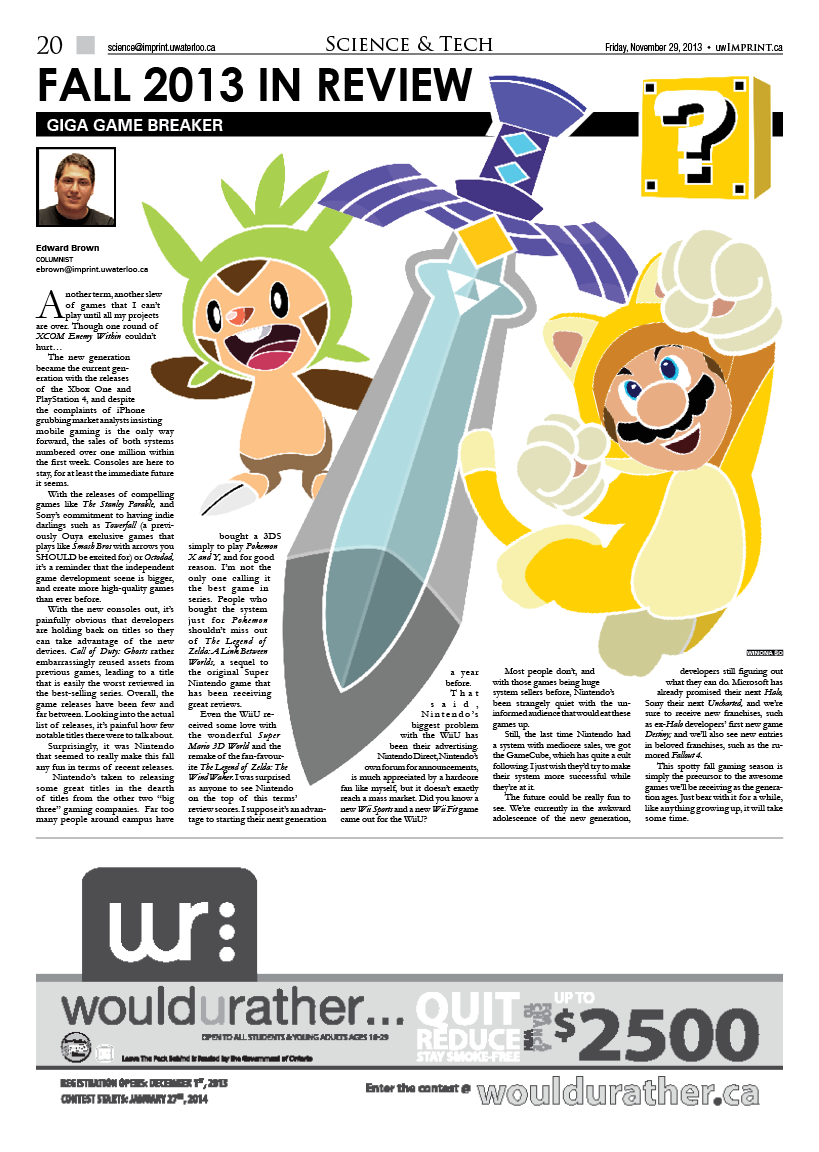 20
science@imprint.uwaterloo.ca
Science & Tech
Friday, November 29, 2013 • uwImprint.ca
FALL 2013 IN REVIEW
GIGA GAME BREAKER
?
Edward Brown
COLUMNIST
ebrown@imprint.uwaterloo.ca
Another term, another slew
of games that I can't
play until all my projects
are over. Though one round of
XCOM Enemy Within couldn't
hurt…
The new generation
became the current gen-
eration with the releases
of the Xbox One and
PlayStation 4, and despite
the complaints of iPhone
grubbing market analysts insisting
mobile gaming is the only way
forward, the sales of both systems
numbered over one million within
the first week. Consoles are here to
stay, for at least the immediate future
it seems.
With the releases of compelling
games like The Stanley Parable, and
Sony's commitment to having indie
darlings such as Towerfall (a previ-
ously Ouya exclusive games that
plays like Smash Bros with arrows you
SHOULD be excited for) or Octodad,
it's a reminder that the independent
game development scene is bigger,
and create more high-quality games
than ever before.
With the new consoles out, it's
painfully obvious that developers
are holding back on titles so they
can take advantage of the new
devices. Call of Duty: Ghosts rather
embarrassingly reused assets from
previous games, leading to a title
that is easily the worst reviewed in
the best-selling series. Overall, the
game releases have been few and
far between. Looking into the actual
list of releases, it's painful how few
notable titles there were to talk about.
Surprisingly, it was Nintendo
that seemed to really make this fall
any fun in terms of recent releases.
Nintendo's taken to releasing
some great titles in the dearth
of titles from the other two "big
three" gaming companies. Far too
many people around campus have
bought a 3DS
simply to play Pokemon
X and Y, and for good
reason. I'm not the
only one calling it
the best game in
series. People who
bought the system
just for Pokemon
shouldn't miss out
of The Legend of
Zelda: A Link Between
Worlds, a sequel to
the original Super
Nintendo game that
has been receiving
great reviews.
Even the WiiU re-
ceived some love with
the wonderful Super
Mario 3D World and the
remake of the fan-favour-
ite The Legend of Zelda: The
Wind Waker. I was surprised
as anyone to see Nintendo
on the top of this terms'
review scores. I suppose it's an advan-
tage to starting their next generation
a year
before.
That
said,
Nintendo's
biggest problem
with the WiiU has
been their advertising.
Nintendo Direct, Nintendo's
own forum for announcements,
is much appreciated by a hardcore
fan like myself, but it doesn't exactly
reach a mass market. Did you know a
new Wii Sports and a new Wii Fit game
came out for the WiiU?
Most people don't, and
with those games being huge
system sellers before, Nintendo's
been strangely quiet with the un-
informed audience that would eat these
games up.
Still, the last time Nintendo had
a system with mediocre sales, we got
the GameCube, which has quite a cult
following. I just wish they'd try to make
their system more successful while
they're at it.
The future could be really fun to
see. We're currently in the awkward
adolescence of the new generation,
WINONA SO
developers still figuring out
what they can do. Microsoft has
already promised their next Halo,
Sony their next Uncharted, and we're
sure to receive new franchises, such
as ex-Halo developers' first new game
Destiny, and we'll also see new entries
in beloved franchises, such as the ru-
mored Fallout 4.
This spotty fall gaming season is
simply the precursor to the awesome
games we'll be receiving as the genera-
tion ages. Just bear with it for a while,
like anything growing up, it will take
some time.
wr:
wouldurather...
OPEN TO ALL STUDENTS & YOUNG ADULTS AGES 18-29
Leave The Pack Behind is funded by the Government of Ontario
QUIT
REDUCE
STAY SMOKE-FREE
UP TO
$2500
REGISTRATION OPENS: DECEMBER 1ST, 2013
CONTEST STARTS: JANUARY 27TH, 2014
Enter the contest @ wouldurather.ca